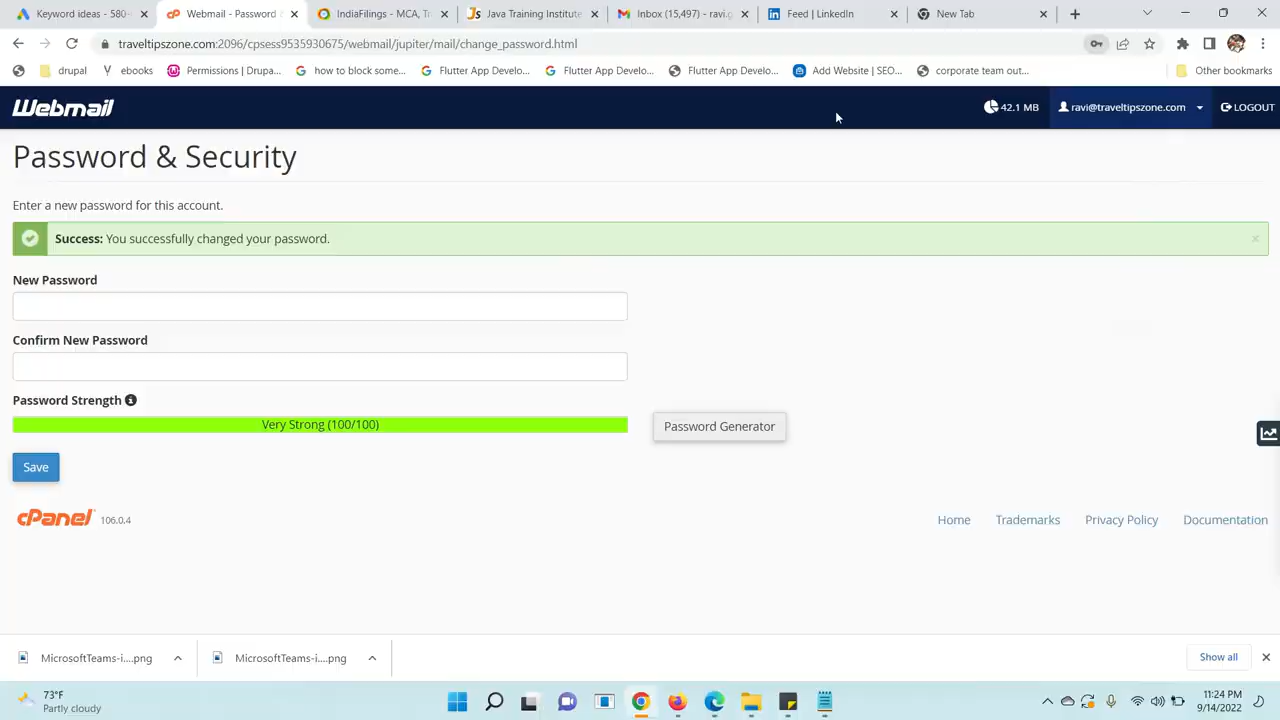 Keyword ideas - 580-
Webmail - Password &
IndiaFilings - MCA, T
Java Training Institute
Inbox (15,497) - ravi.g
Feed | LinkedIn
New Tab
traveltipszone.com:2096/cpsess9535930675/webmail/jupiter/mail/change_password.html
drupal
ebooks
Permissions | Drupa...
how to block some...
Flutter App Develo...
Flutter App Develo...
Flutter App Develo...
Add Website | SEO...
corporate team out...
Other bookmarks
Webmail
42.1 MB
ravi@traveltipszone.com
LOGOUT
Password & Security
Enter a new password for this account.
Success: You successfully changed your password.
New Password
Confirm New Password
Password Strength
Very Strong (100/100)
Password Generator
Save
cPanel 106.0.4
Home
Trademarks
Privacy Policy
Documentation
MicrosoftTeams-i....png
MicrosoftTeams-i....png
Show all
73°F
Partly cloudy
11:24 PM
9/14/2022